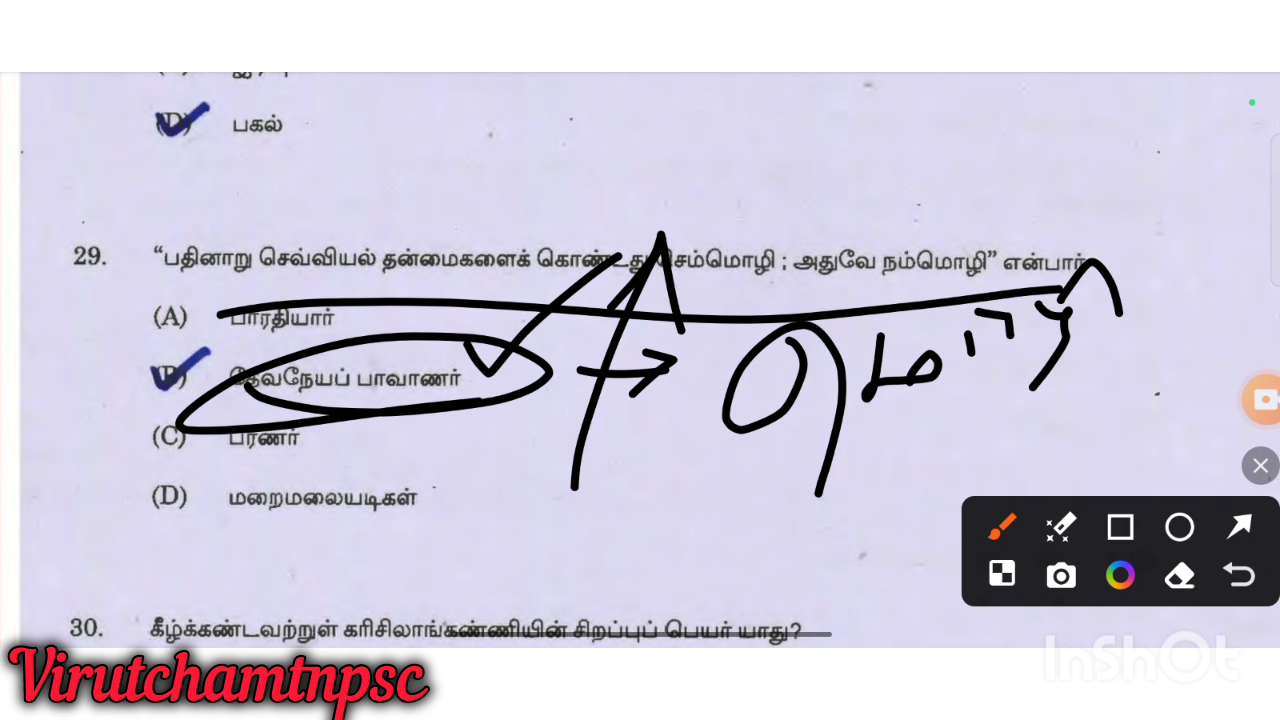 (D) பகல்
29. “பதினாறு செவ்வியல் தன்மைகளைக் கொண்டது செம்மொழி ; அதுவே நம்மொழி” என்பார்
(A) பாரதியார்
(B) தேவநேயப் பாவாணர்
(C) பரணர்
(D) மறைமலையடிகள்
30. கீழ்க்கண்டவற்றுள் கரிசிலாங்கண்ணியின் சிறப்புப் பெயர் யாது?
Virutchamtnpsc
InShOt